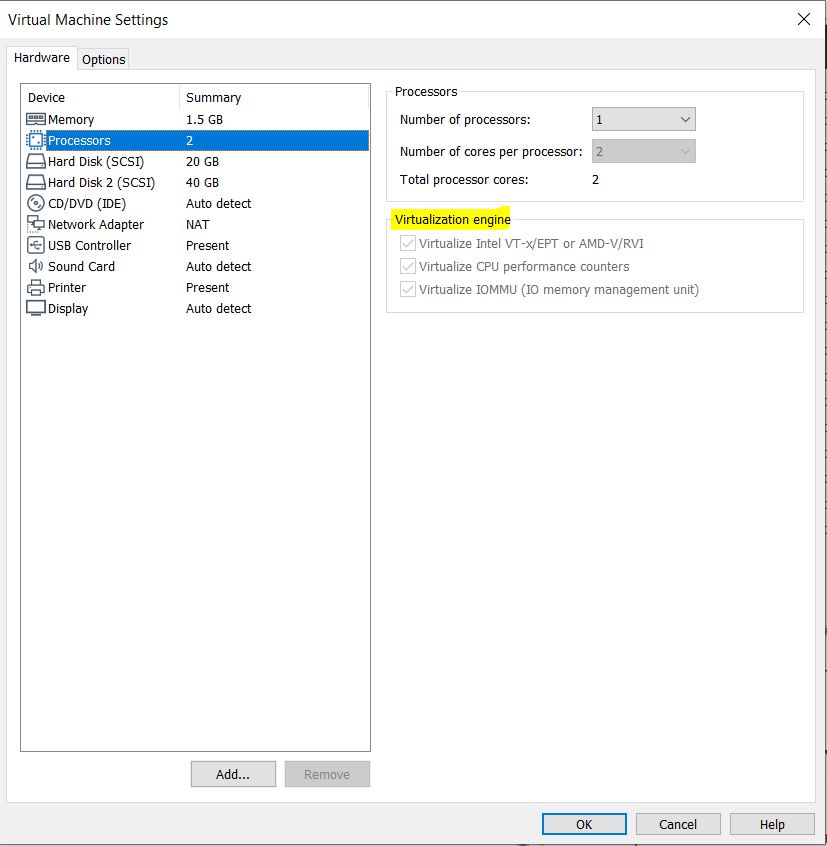 Virtual Machine Settings
Hardware
Options
Device Summary
Memory 1.5 GB
Processors 2
Hard Disk (SCSI) 20 GB
Hard Disk 2 (SCSI) 40 GB
CD/DVD (IDE) Auto detect
Network Adapter NAT
USB Controller Present
Sound Card Auto detect
Printer Present
Display Auto detect
Add...
Remove
Processors
Number of processors: 1
Number of cores per processor: 2
Total processor cores: 2
Virtualization engine
Virtualize Intel VT-x/EPT or AMD-V/RVI
Virtualize CPU performance counters
Virtualize IOMMU (IO memory management unit)
OK
Cancel
Help